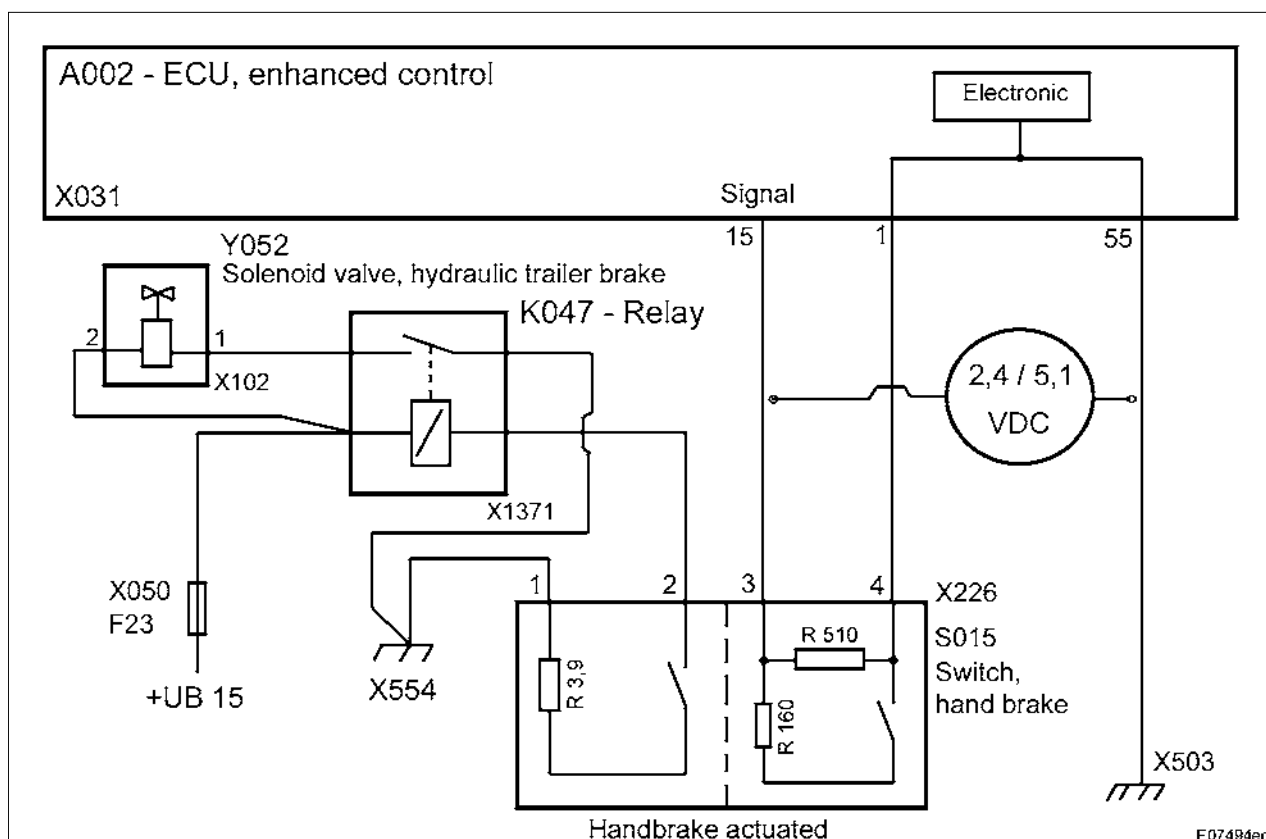 A002 - ECU, enhanced control
Electronic
X031
Signal
15
1
55
Y052
Solenoid valve, hydraulic trailer brake
K047 - Relay
2
1
X102
2,4 / 5,1
VDC
X1371
X050
F23
+UB 15
X554
1
2
3
4
X226
R 3,9
R 510
R 160
S015
Switch,
hand brake
X503
Handbrake actuated
E07494en